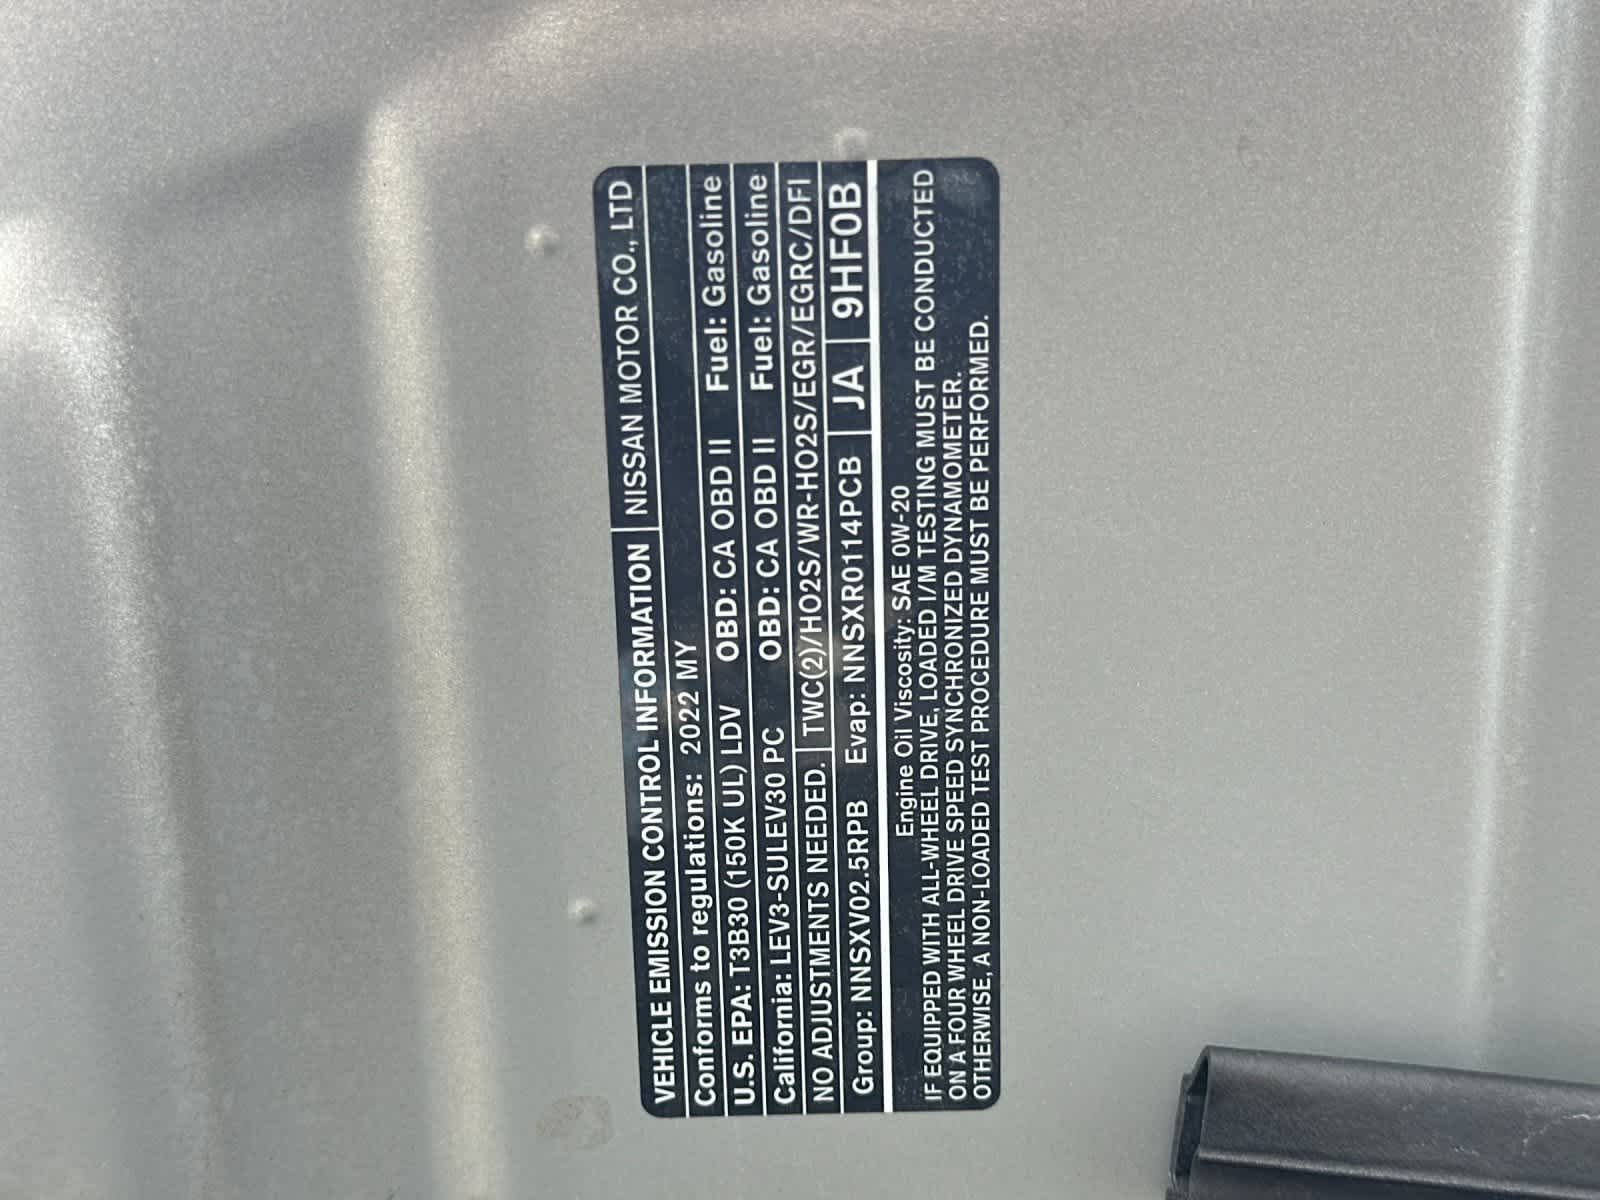 VEHICLE EMISSION CONTROL INFORMATION NISSAN MOTOR CO., LTD
Conforms to regulations: 2022 MY
U.S. EPA: T3B30 (150K UL) LDV OBD: CA OBD II Fuel: Gasoline
California: LEV3-SULEV30 PC OBD: CA OBD II Fuel: Gasoline
NO ADJUSTMENTS NEEDED. TWC(2)/HO2S/WR-HO2S/EGR/EGRC/DFI
Group: NNSXV02.5RPB Evap: NNSXR0114PCB JA 9HF0B
Engine Oil Viscosity: SAE 0W-20
IF EQUIPPED WITH ALL-WHEEL DRIVE, LOADED I/M TESTING MUST BE CONDUCTED
ON A FOUR WHEEL DRIVE SPEED SYNCHRONIZED DYNAMOMETER.
OTHERWISE, A NON-LOADED TEST PROCEDURE MUST BE PERFORMED.